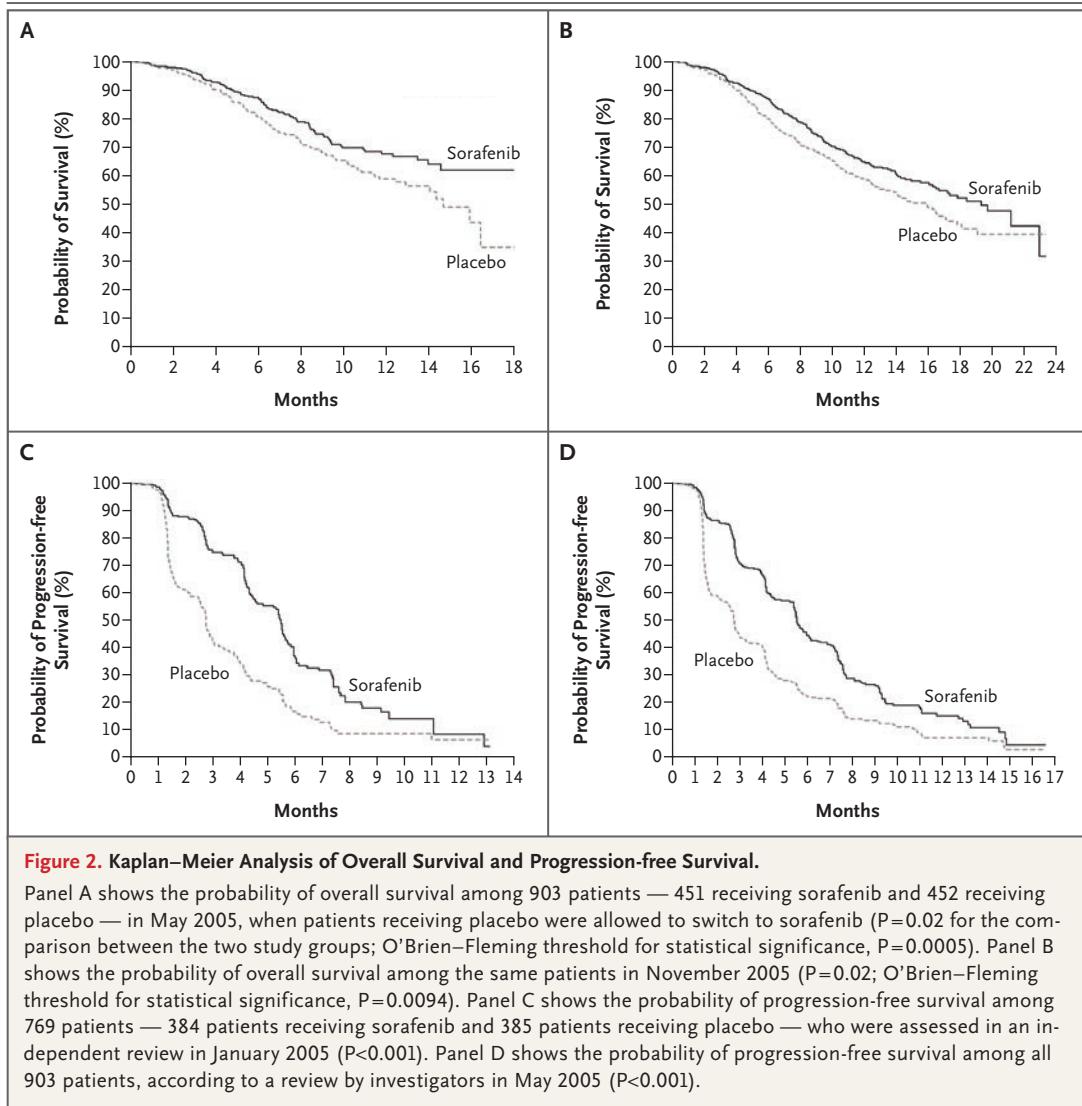 A
Probability of Survival (%)
100
90
80
70
60
50
40
30
20
10
0
0 2 4 6 8 10 12 14 16 18
Months
Sorafenib
Placebo
B
Probability of Survival (%)
100
90
80
70
60
50
40
30
20
10
0
0 2 4 6 8 10 12 14 16 18 20 22 24
Months
Sorafenib
Placebo
C
Probability of Progression-free
Survival (%)
100
90
80
70
60
50
40
30
20
10
0
0 1 2 3 4 5 6 7 8 9 10 11 12 13 14
Months
Placebo
Sorafenib
D
Probability of Progression-free
Survival (%)
100
90
80
70
60
50
40
30
20
10
0
0 1 2 3 4 5 6 7 8 9 10 11 12 13 14 15 16 17
Months
Placebo
Sorafenib
Figure 2. Kaplan–Meier Analysis of Overall Survival and Progression-free Survival.
Panel A shows the probability of overall survival among 903 patients — 451 receiving sorafenib and 452 receiving
placebo — in May 2005, when patients receiving placebo were allowed to switch to sorafenib (P=0.02 for the com-
parison between the two study groups; O'Brien–Fleming threshold for statistical significance, P=0.0005). Panel B
shows the probability of overall survival among the same patients in November 2005 (P=0.02; O'Brien–Fleming
threshold for statistical significance, P=0.0094). Panel C shows the probability of progression-free survival among
769 patients — 384 patients receiving sorafenib and 385 patients receiving placebo — who were assessed in an in-
dependent review in January 2005 (P<0.001). Panel D shows the probability of progression-free survival among all
903 patients, according to a review by investigators in May 2005 (P<0.001).